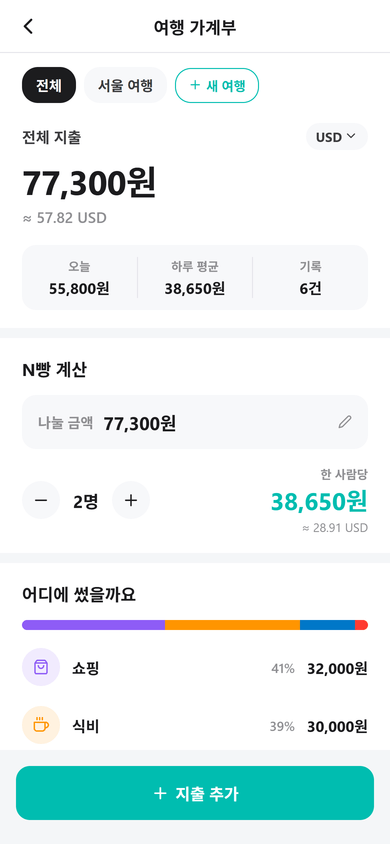 여행 가계부
전체
서울 여행
+ 새 여행
전체 지출
USD
77,300원
≈ 57.82 USD
오늘
하루 평균
기록
55,800원
38,650원
6건
N빵 계산
나눌 금액 77,300원
한 사람당
− 2명 +
38,650원
≈ 28.91 USD
어디에 썼을까요
쇼핑 41% 32,000원
식비 39% 30,000원
+ 지출 추가